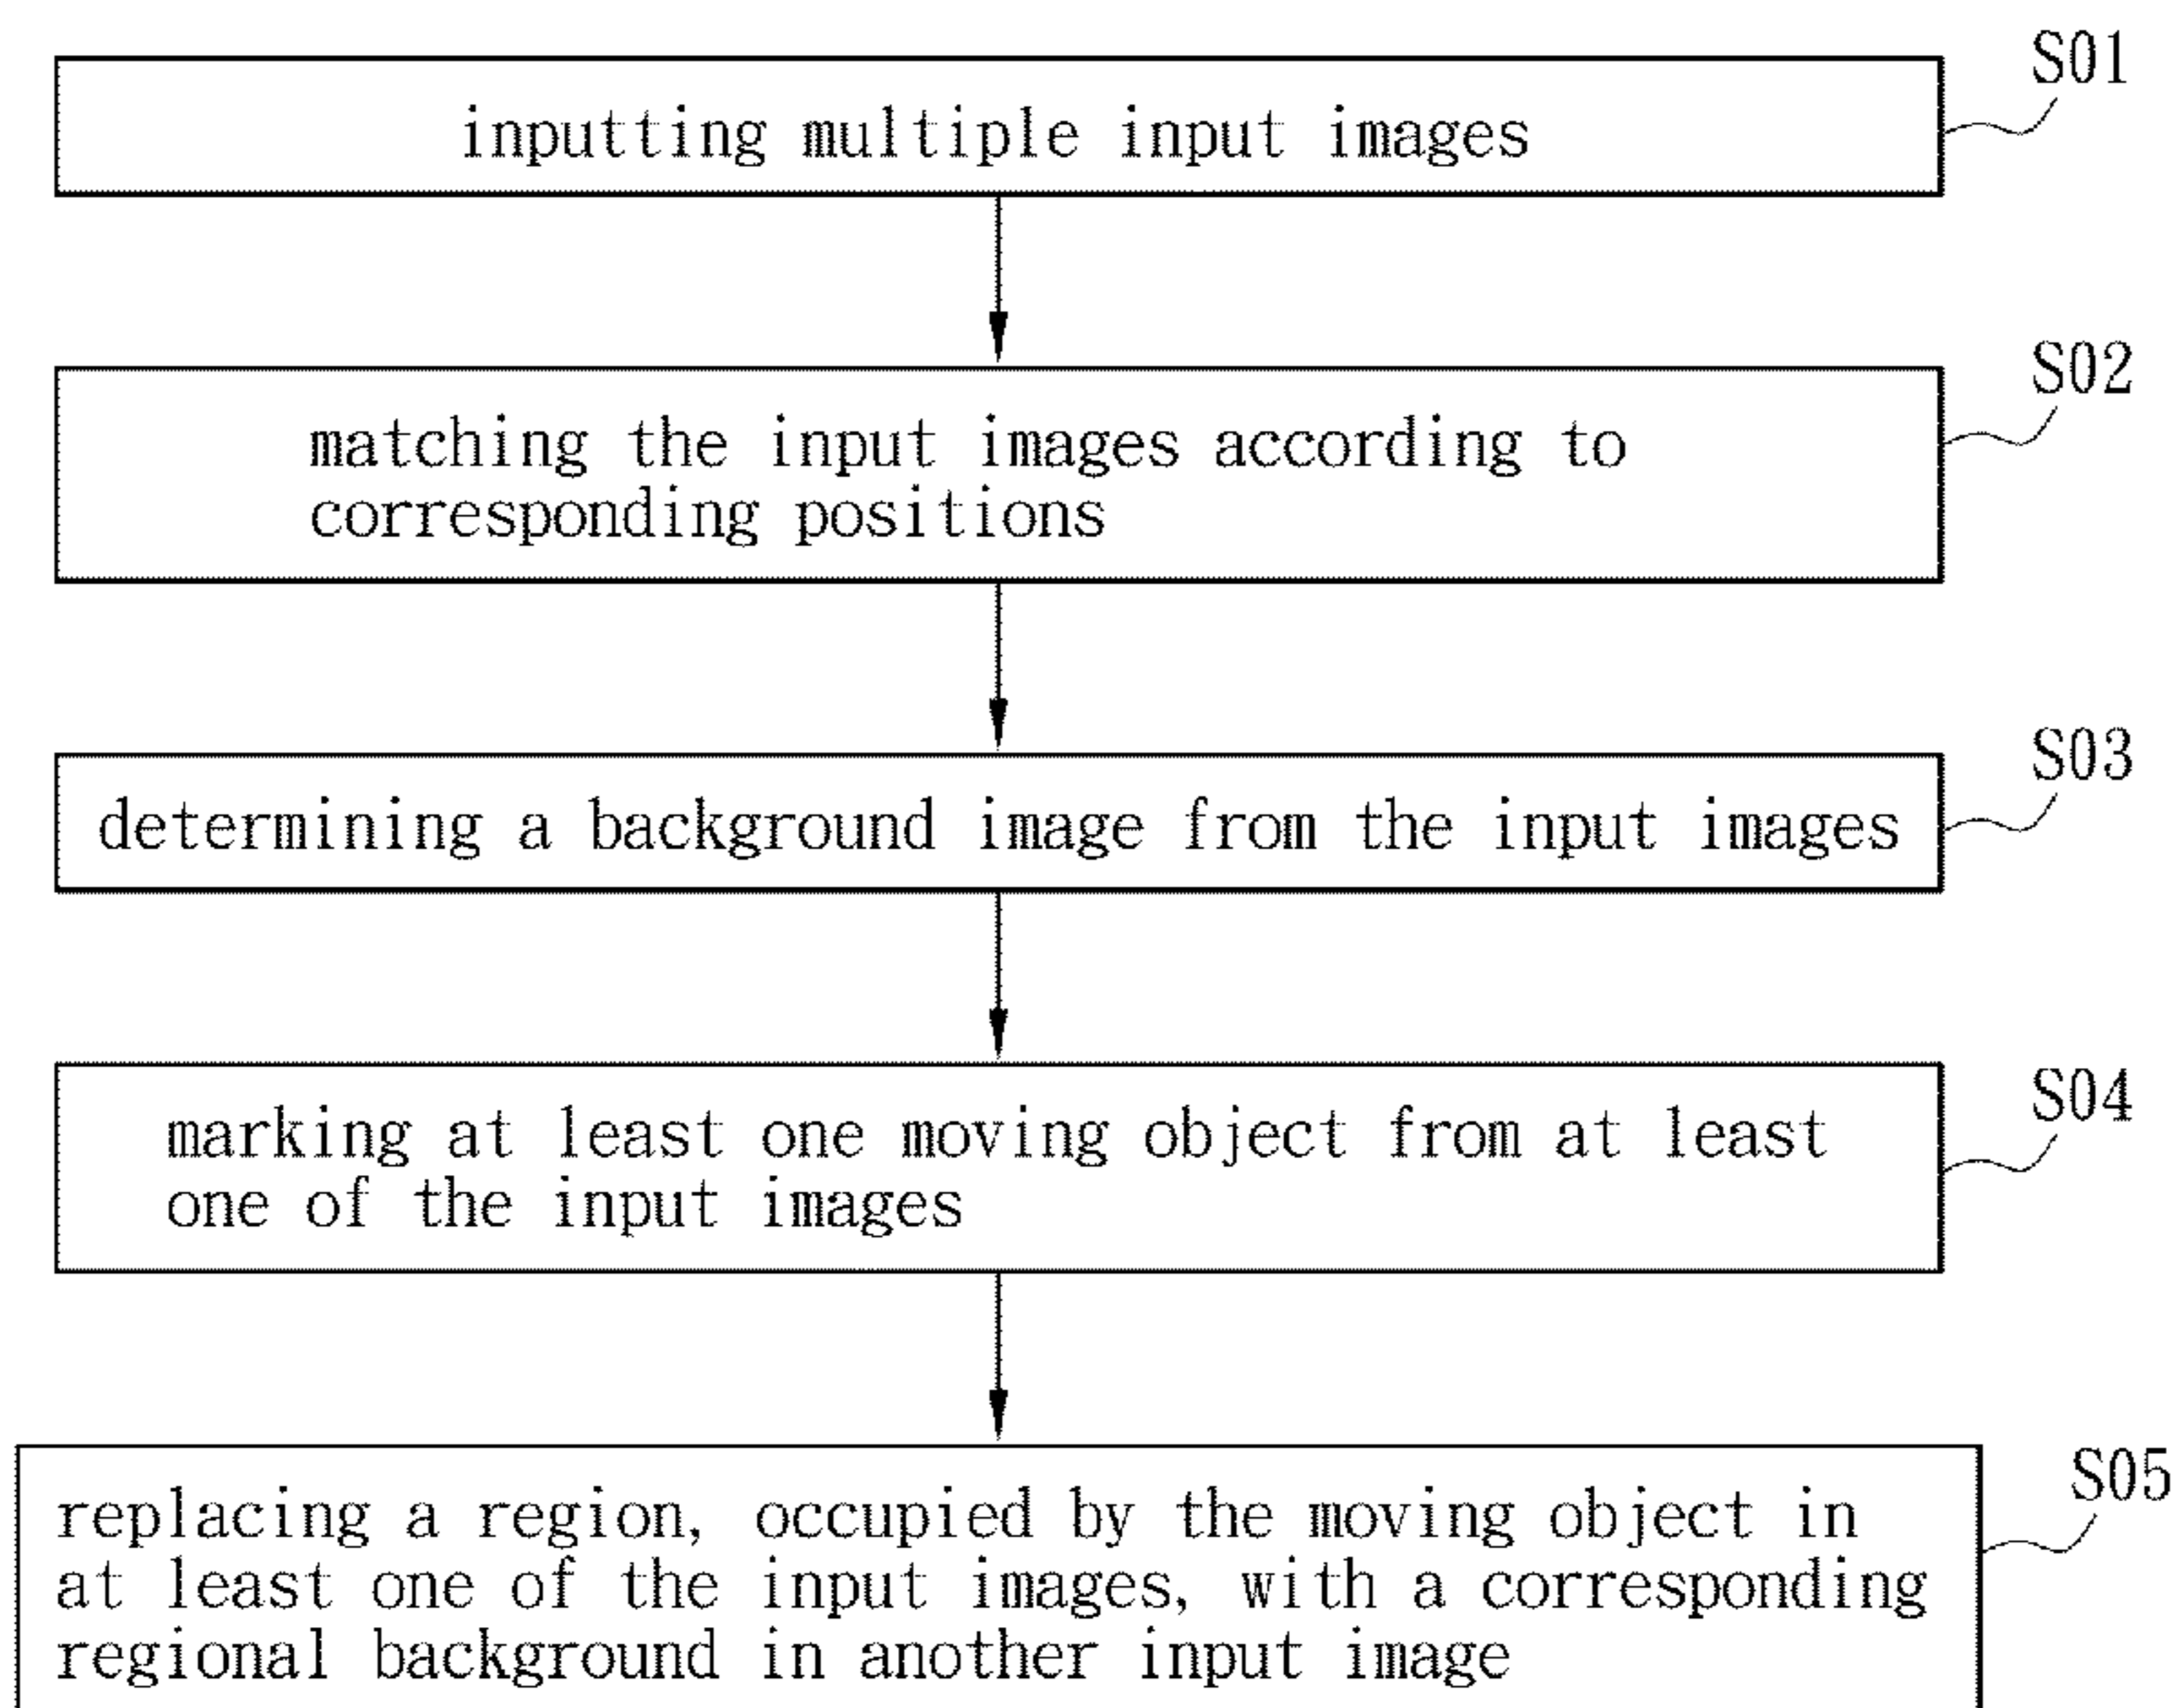 S01
inputting multiple input images
S02
matching the input images according to
corresponding positions
S03
determining a background image from the input images
S04
marking at least one moving object from at least
one of the input images
S05
replacing a region, occupied by the moving object in
at least one of the input images, with a corresponding
regional background in another input image